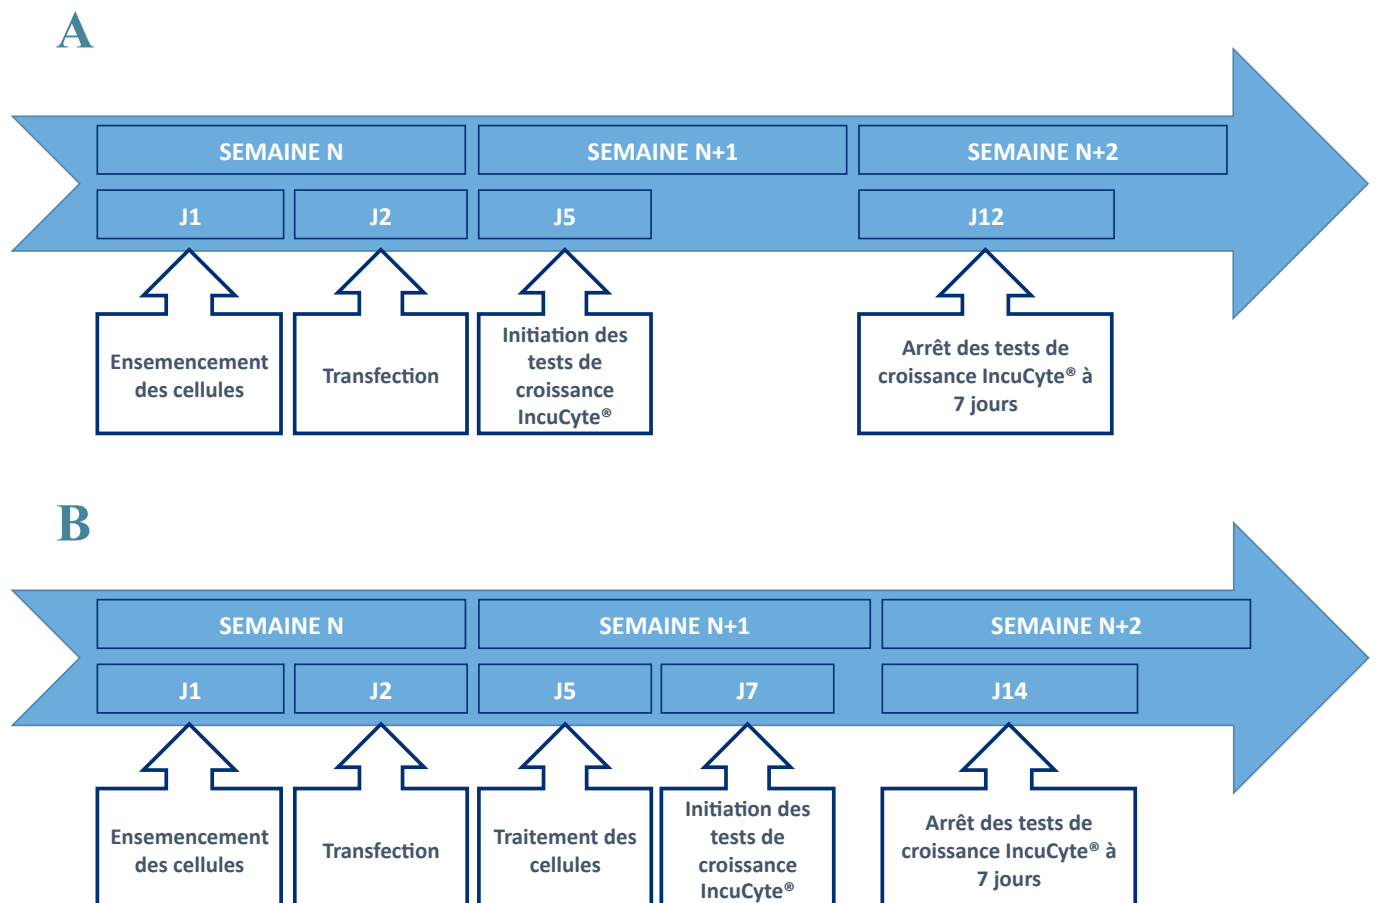 A
SEMAINE N
SEMAINE N+1
SEMAINE N+2
J1
J2
J5
J12
Ensemencement
des cellules
Transfection
Initiation des
tests de
croissance
IncuCyte®
Arrêt des tests de
croissance IncuCyte® à
7 jours
B
SEMAINE N
SEMAINE N+1
SEMAINE N+2
J1
J2
J5
J7
J14
Ensemencement
des cellules
Transfection
Traitement des
cellules
Initiation des
tests de
croissance
IncuCyte®
Arrêt des tests de
croissance IncuCyte® à
7 jours